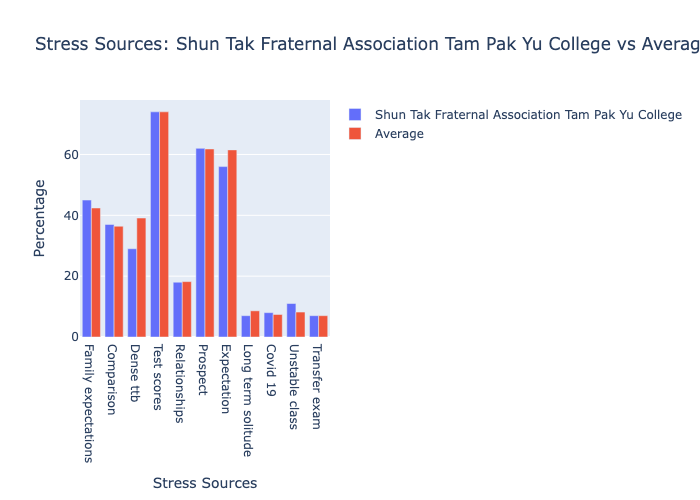 Stress Sources: Shun Tak Fraternal Association Tam Pak Yu College vs Averag
Shun Tak Fraternal Association Tam Pak Yu College
Average
Percentage
60
40
20
0
Family expectations
Comparison
Dense ttb
Test scores
Relationships
Prospect
Expectation
Long term solitude
Covid 19
Unstable class
Transfer exam
Stress Sources